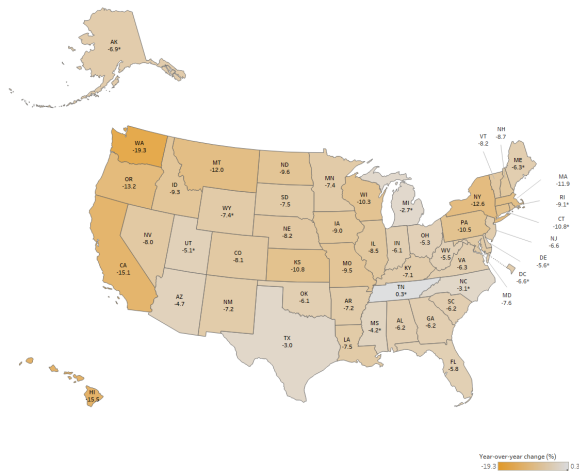 AK
-6.9*
WA
-19.3
OR
-13.2
CA
-15.1
NV
-8.0
ID
-9.3
MT
-12.0
WY
-7.4*
UT
-5.1*
AZ
-4.7
CO
-8.1
NM
-7.2
ND
-9.6
SD
-7.5
NE
-8.2
KS
-10.8
OK
-6.1
TX
-3.0
MN
-7.4
IA
-9.0
MO
-9.5
AR
-7.2
LA
-7.5
WI
-10.3
IL
-8.5
MI
-2.7*
IN
-6.1
OH
-5.3
KY
-7.1
TN
0.3*
MS
-4.2*
AL
-6.2
GA
-6.2
FL
-5.8
SC
-6.2
NC
-3.1*
VA
-6.3
WV
-5.5
PA
-10.5
NY
-12.6
VT
-8.2
NH
-8.7
ME
-6.3*
MA
-11.9
RI
-9.1*
CT
-10.8*
NJ
-6.6
DE
-5.6*
DC
-6.6*
MD
-7.6
HI
-15.5
Year-over-year change (%)
-19.3 0.3